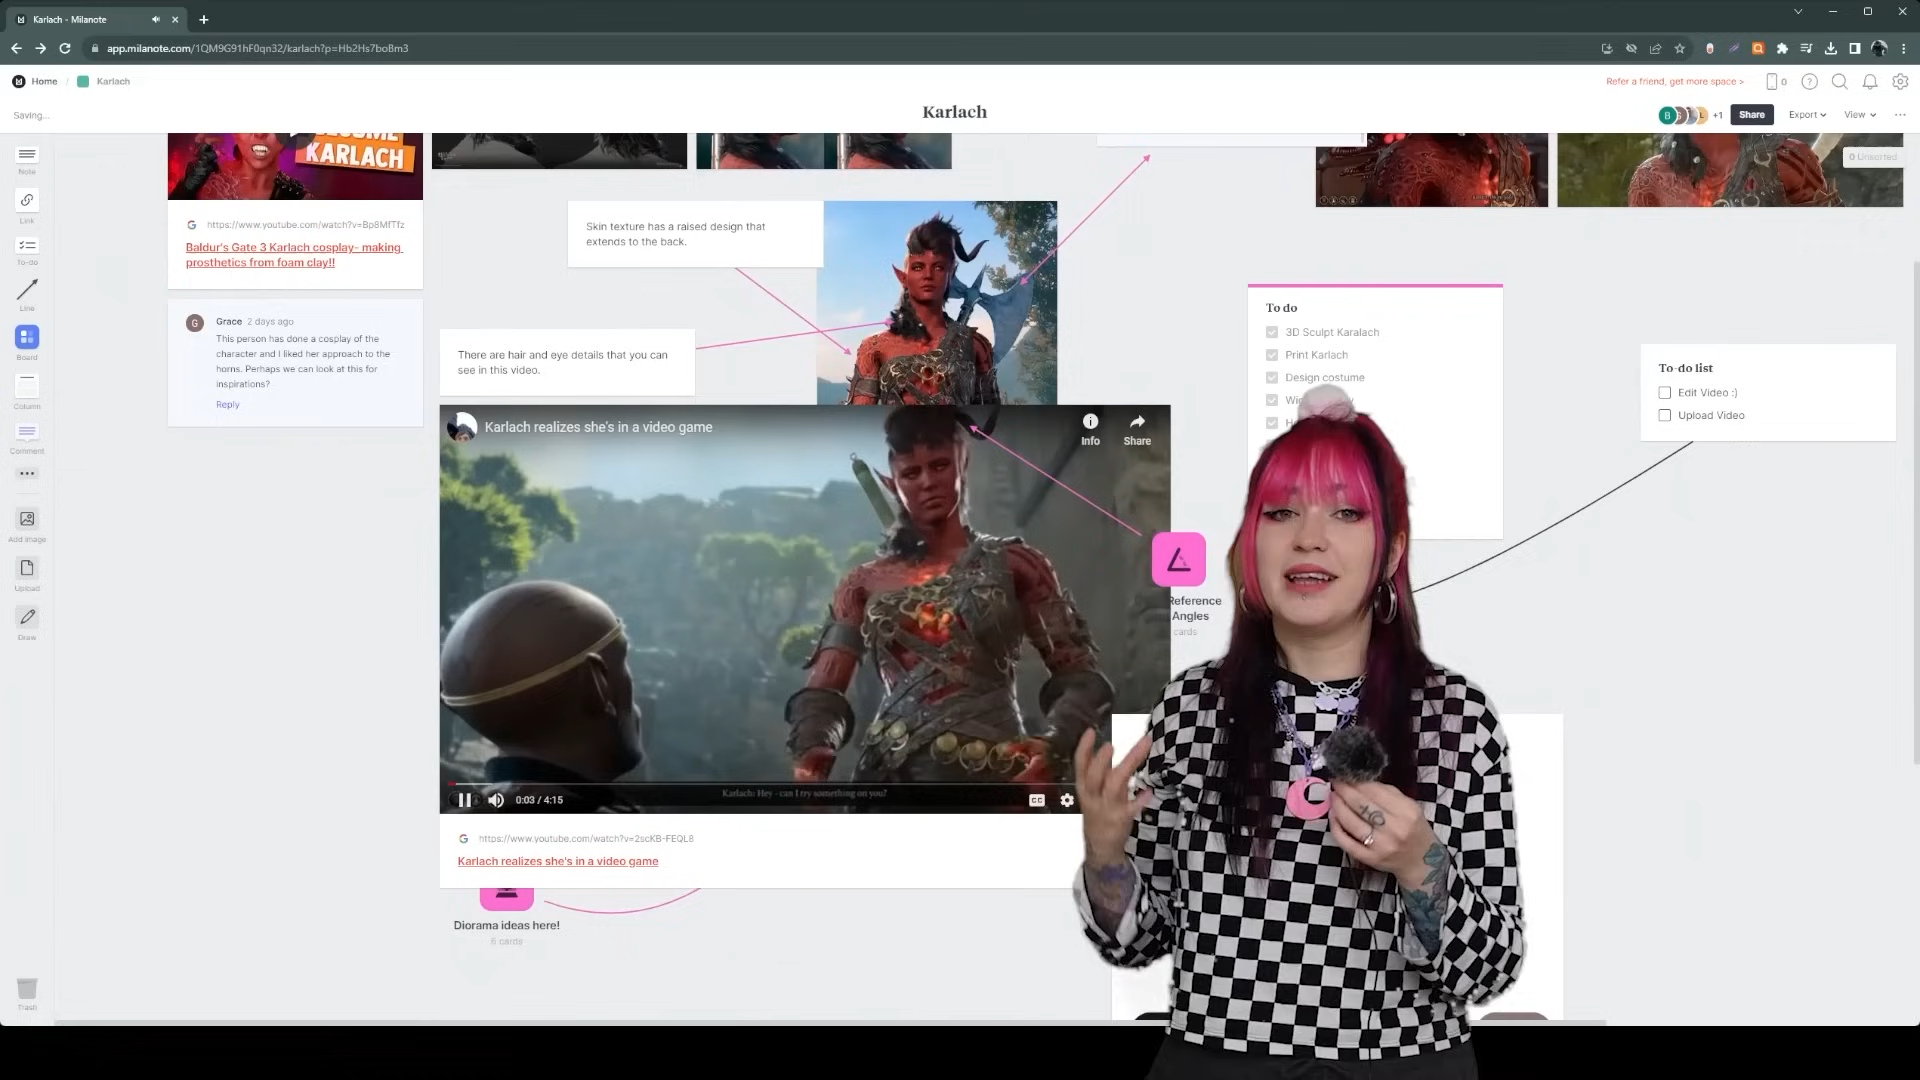 Karlach - Milanote
app.milanote.com/1QM9G91hF0qn32/karlach?p=Hb2Hs7boBm3
Home / Karlach
Refer a friend, get more space >
0
Saving...
Karlach
B
L
+1
Share
Export
View
Note
Link
To-do
Line
Board
Column
Comment
Add image
Upload
Draw
Trash
BECOME
KARLACH
https://www.youtube.com/watch?v=Bp8MfTfz
Baldur's Gate 3 Karlach cosplay- making
prosthetics from foam clay!!
G
Grace 2 days ago
This person has done a cosplay of the
character and I liked her approach to the
horns. Perhaps we can look at this for
inspirations?
Reply
Skin texture has a raised design that
extends to the back.
There are hair and eye details that you can
see in this video.
0 Unsorted
To do
3D Sculpt Karalach
Print Karlach
Design costume
To-do list
Edit Video :)
Upload Video
Karlach realizes she's in a video game
Info
Share
Karlach: Hey - can I try something on you?
0:03 / 4:15
CC
https://www.youtube.com/watch?v=2scKB-FEQL8
Karlach realizes she's in a video game
Reference
Angles
cards
Diorama ideas here!
6 cards